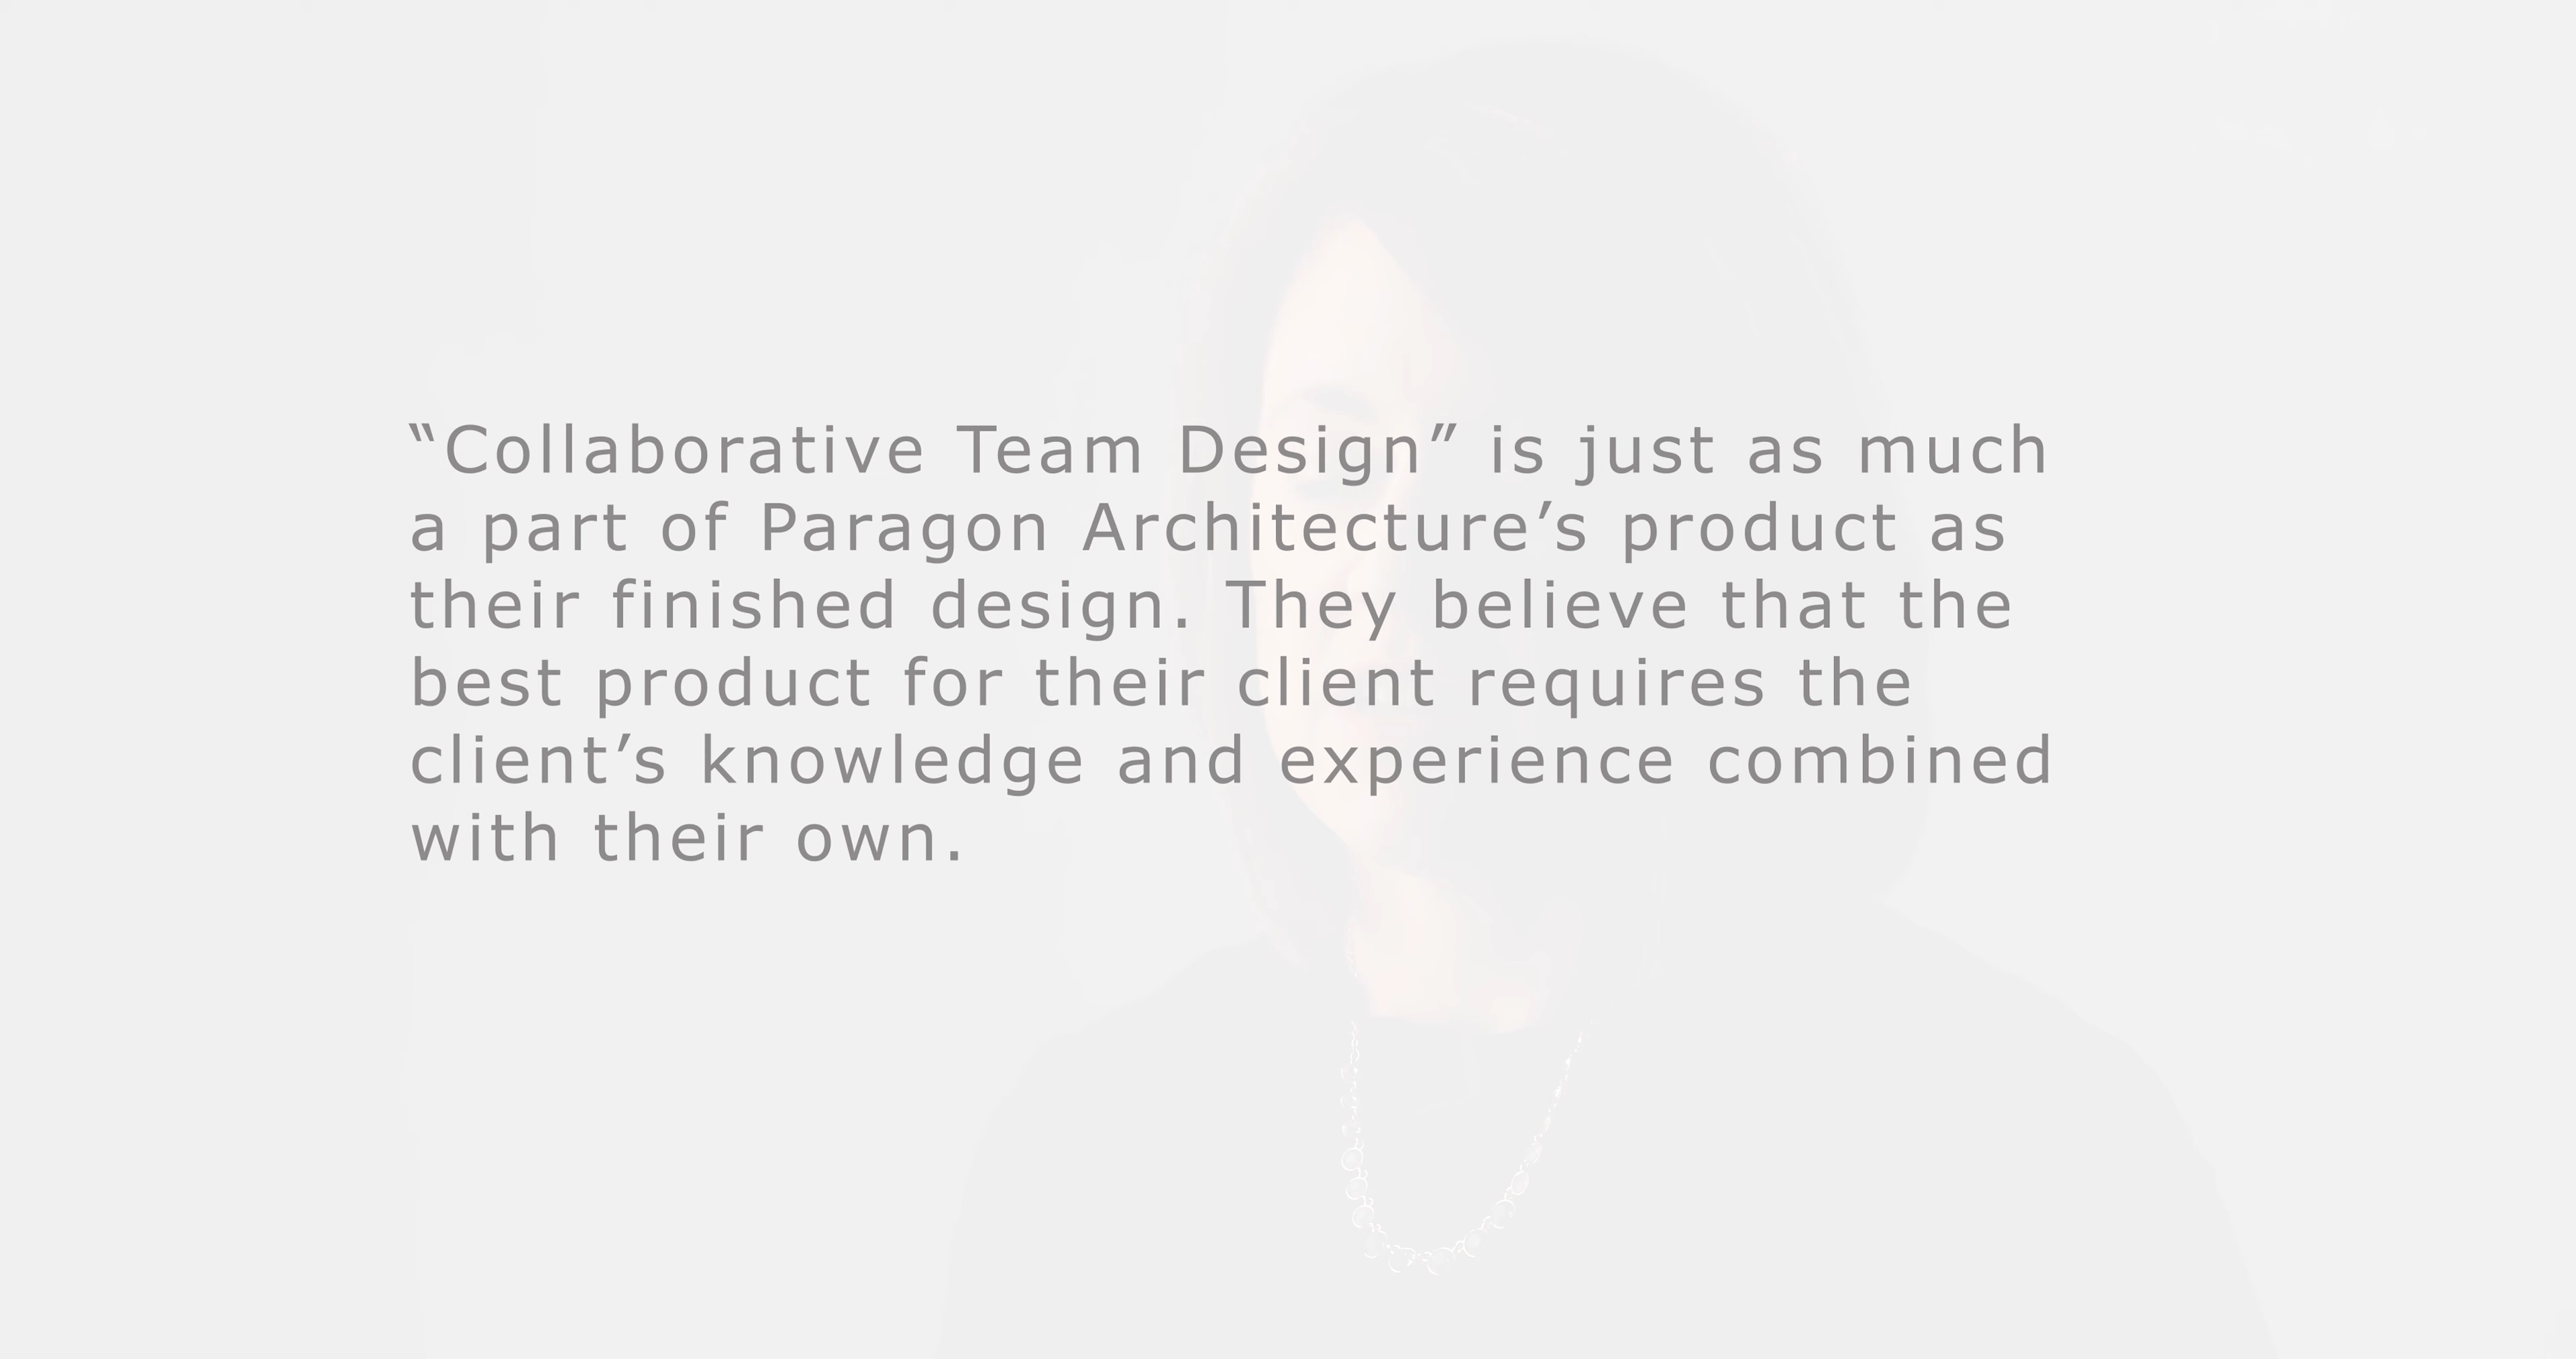 “Collaborative Team Design” is just as much
a part of Paragon Architecture’s product as
their finished design. They believe that the
best product for their client requires the
client’s knowledge and experience combined
with their own.